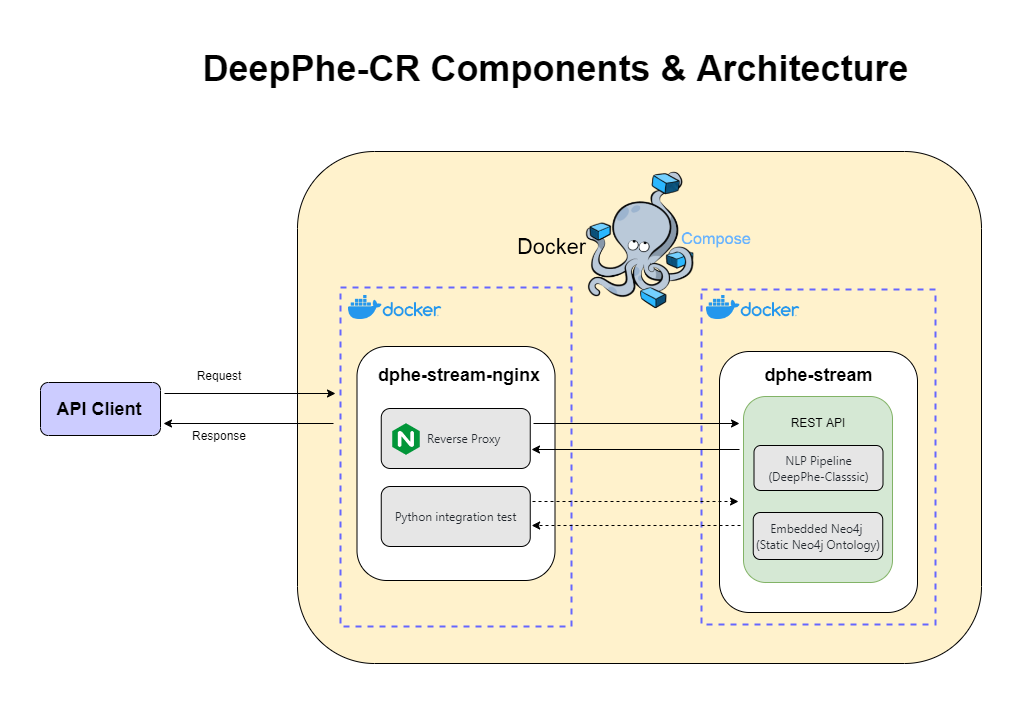 DeepPhe-CR Components & Architecture
Docker
Compose
docker
docker
dphe-stream-nginx
dphe-stream
Request
API Client
Response
Reverse Proxy
Python integration test
REST API
NLP Pipeline
(DeepPhe-Classsic)
Embedded Neo4j
(Static Neo4j Ontology)